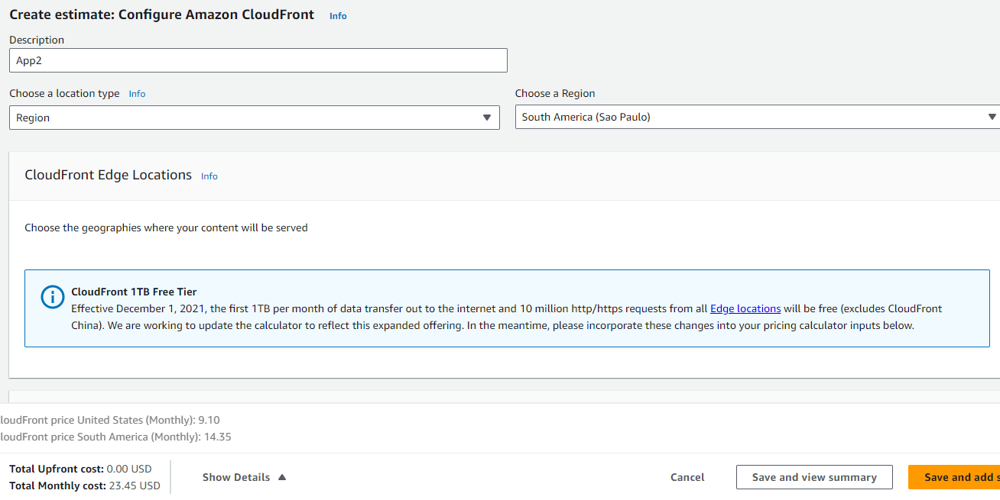 Create estimate: Configure Amazon CloudFront Info
Description
App2
Choose a location type Info
Choose a Region
Region
South America (Sao Paulo)
CloudFront Edge Locations Info
Choose the geographies where your content will be served
CloudFront 1TB Free Tier
Effective December 1, 2021, the first 1TB per month of data transfer out to the internet and 10 million http/https requests from all Edge locations will be free (excludes CloudFront
China). We are working to update the calculator to reflect this expanded offering. In the meantime, please incorporate these changes into your pricing calculator inputs below.
loudFront price United States (Monthly): 9.10
loudFront price South America (Monthly): 14.35
Total Upfront cost: 0.00 USD
Total Monthly cost: 23.45 USD
Show Details
Cancel
Save and view summary
Save and add s